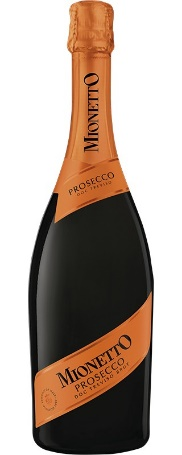 MIONETTO
PROSECCO
DOC TREVISO
MIONETTO
PROSECCO
DOC TREVISO BRUT